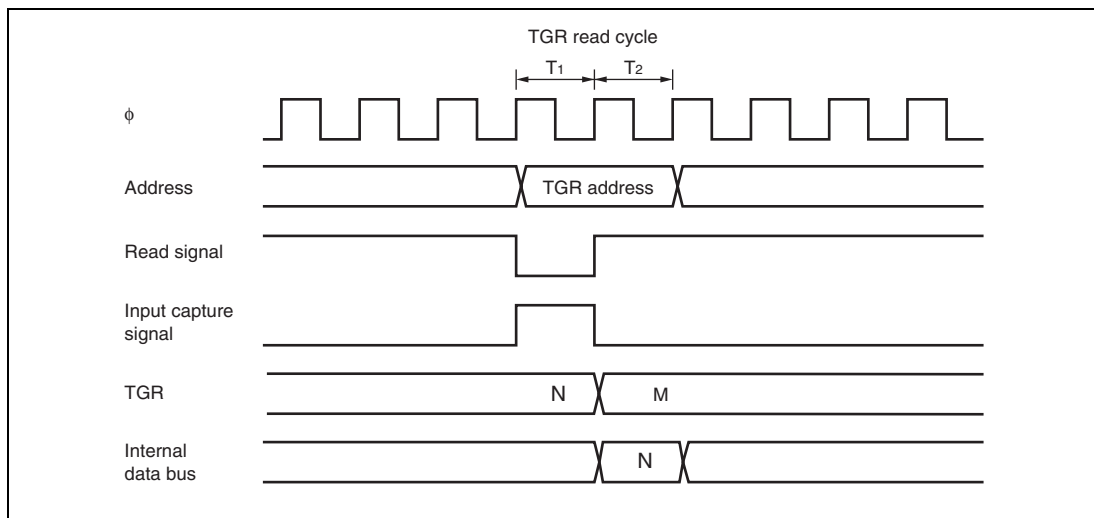 TGR read cycle
T1 T2
ϕ
Address
TGR address
Read signal
Input capture
signal
TGR
N M
Internal
data bus
N